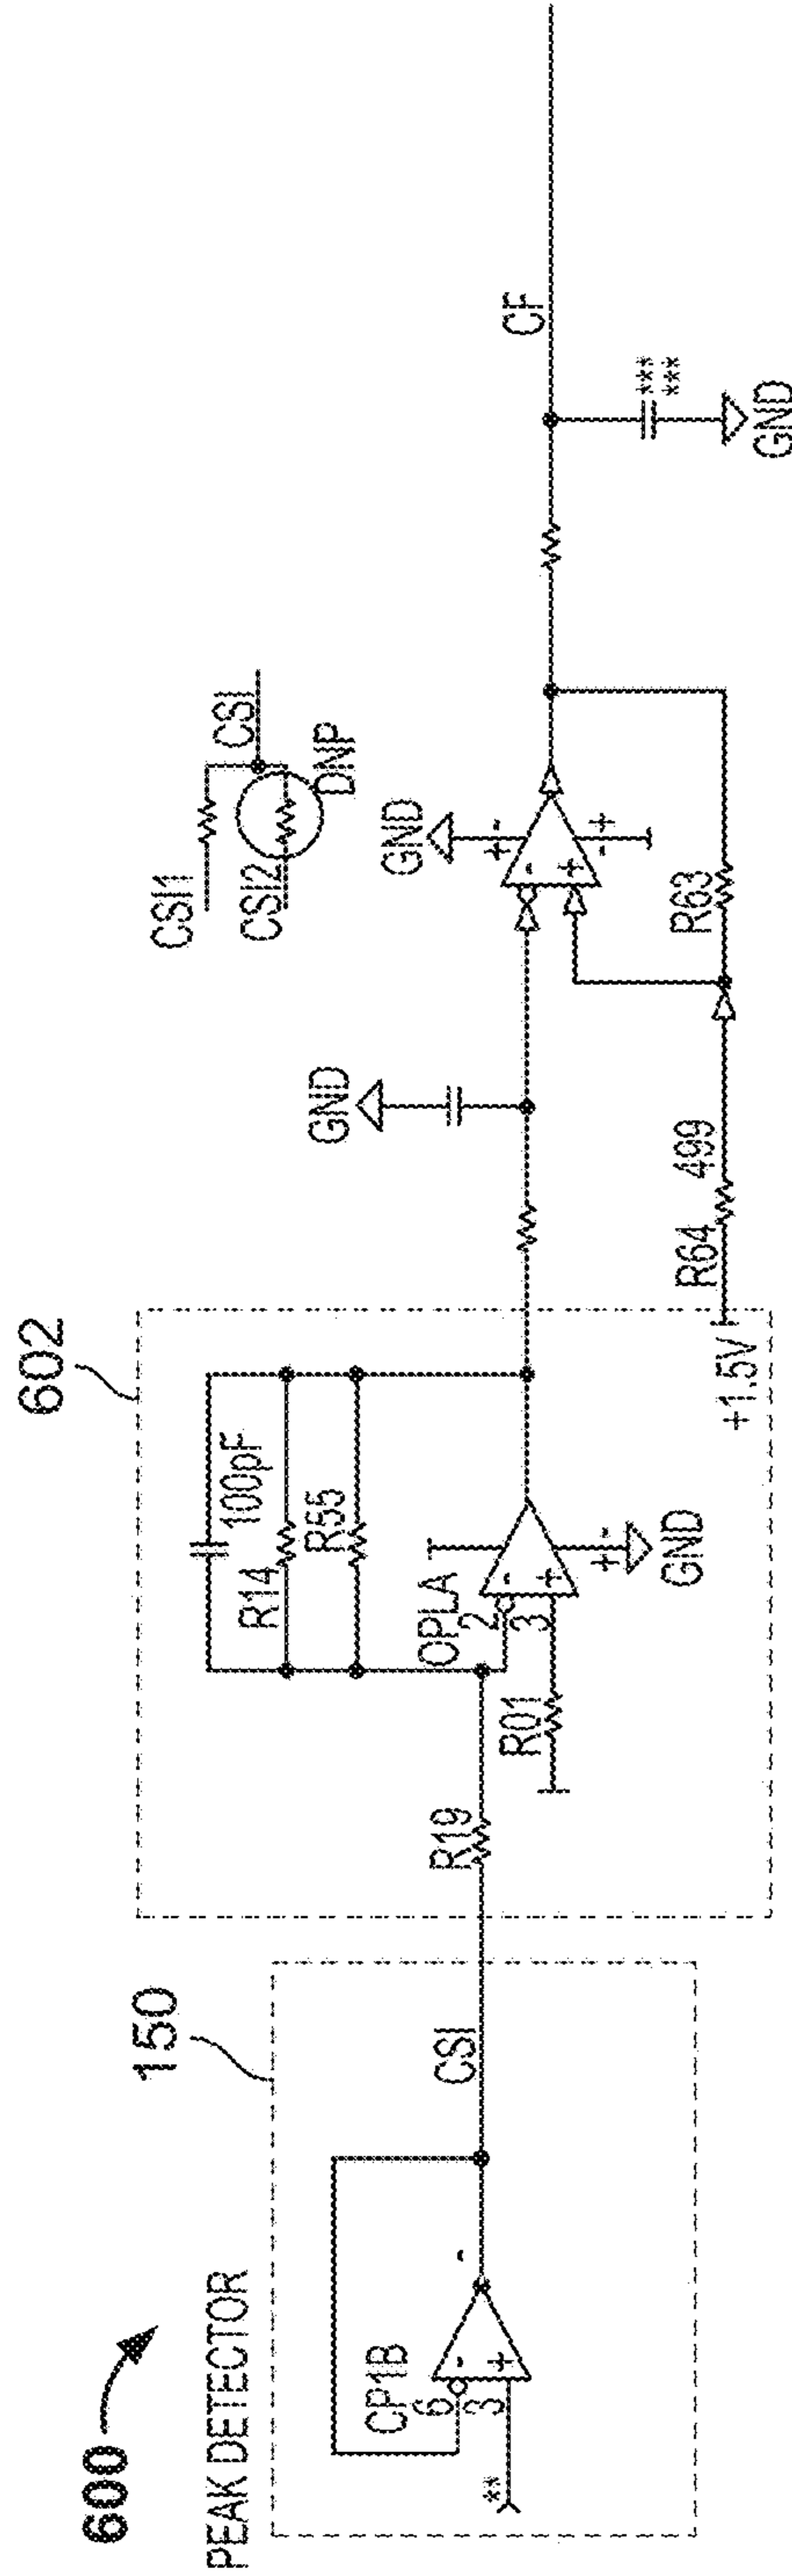 600
PEAK DETECTOR
150
CP1B
6
3
-
+
**
-
CSI
602
R19
100pF
R14
R55
OPLA
2
3
-
+
R01
+-
GND
GND
R64 499
+1.5V
R63
CSI1
CSI2
CSI
DNP
GND
+-
-
+
-+
CF
***
***
GND